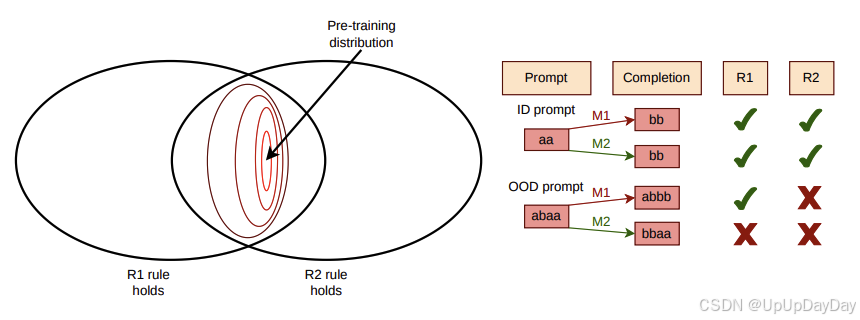 Pre-training
distribution
R1 rule
holds
R2 rule
holds
Prompt
Completion
R1
R2
ID prompt
aa
M1
M2
bb
bb
OOD prompt
abaa
M1
M2
abbb
bbaa
CSDN @UpUpDayDay